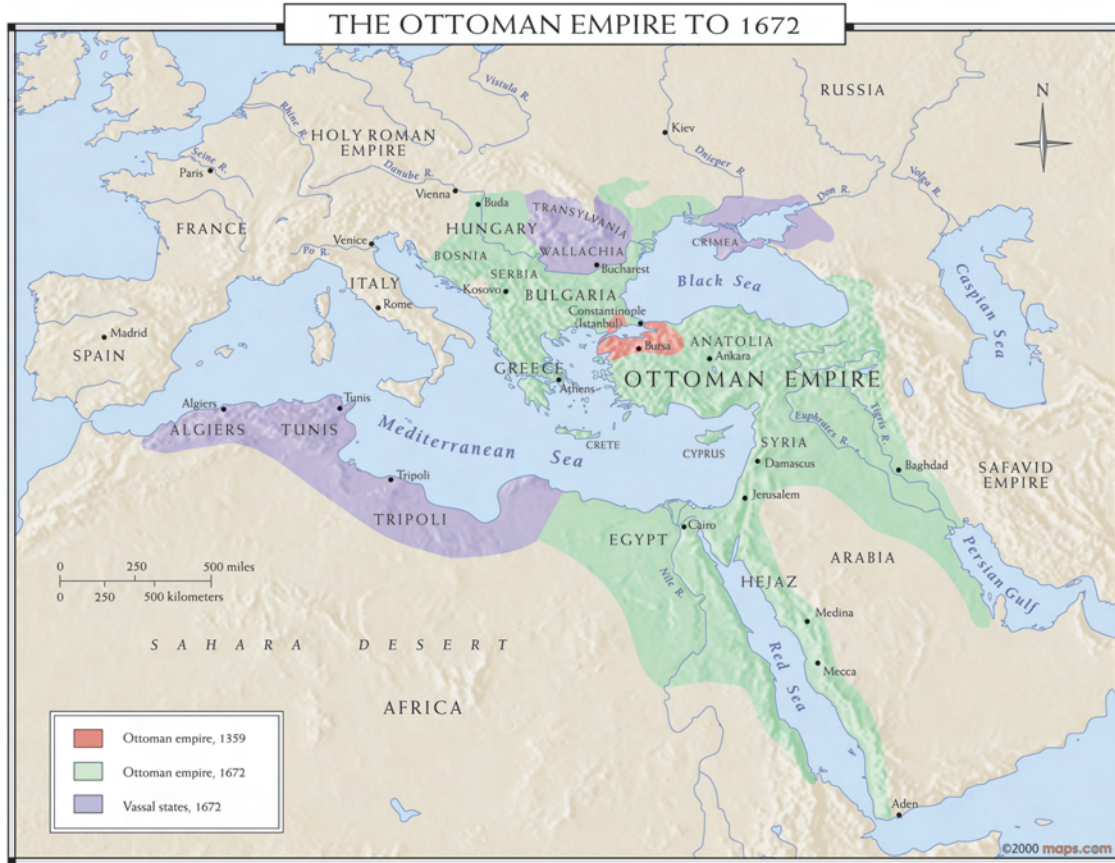 THE OTTOMAN EMPIRE TO 1672
RUSSIA
N
Vistula R.
Rhine R.
HOLY ROMAN
EMPIRE
Kiev
Dnieper R.
Seine R.
Paris
Danube R.
Vienna
Don R.
Volga R.
Buda
TRANSYLVANIA
FRANCE
HUNGARY
Venice
WALLACHIA
CRIMEA
Po R.
BOSNIA
Bucharest
SERBIA
Black Sea
Caspian Sea
ITALY
Kosovo
BULGARIA
Rome
Constantinople
(Istanbul)
Madrid
SPAIN
Bursa
ANATOLIA
Ankara
GREECE
Athens
OTTOMAN EMPIRE
Algiers
Tunis
ALGIERS
TUNIS
Mediterranean Sea
CRETE
CYPRUS
SYRIA
Euphrates R.
Tigris R.
Damascus
Baghdad
SAFAVID
EMPIRE
Tripoli
Jerusalem
TRIPOLI
Cairo
EGYPT
ARABIA
Persian Gulf
0 250 500 miles
0 250 500 kilometers
Nile R.
HEJAZ
Medina
SAHARA DESERT
Red Sea
Mecca
AFRICA
Ottoman empire, 1359
Ottoman empire, 1672
Vassal states, 1672
Aden
©2000 maps.com